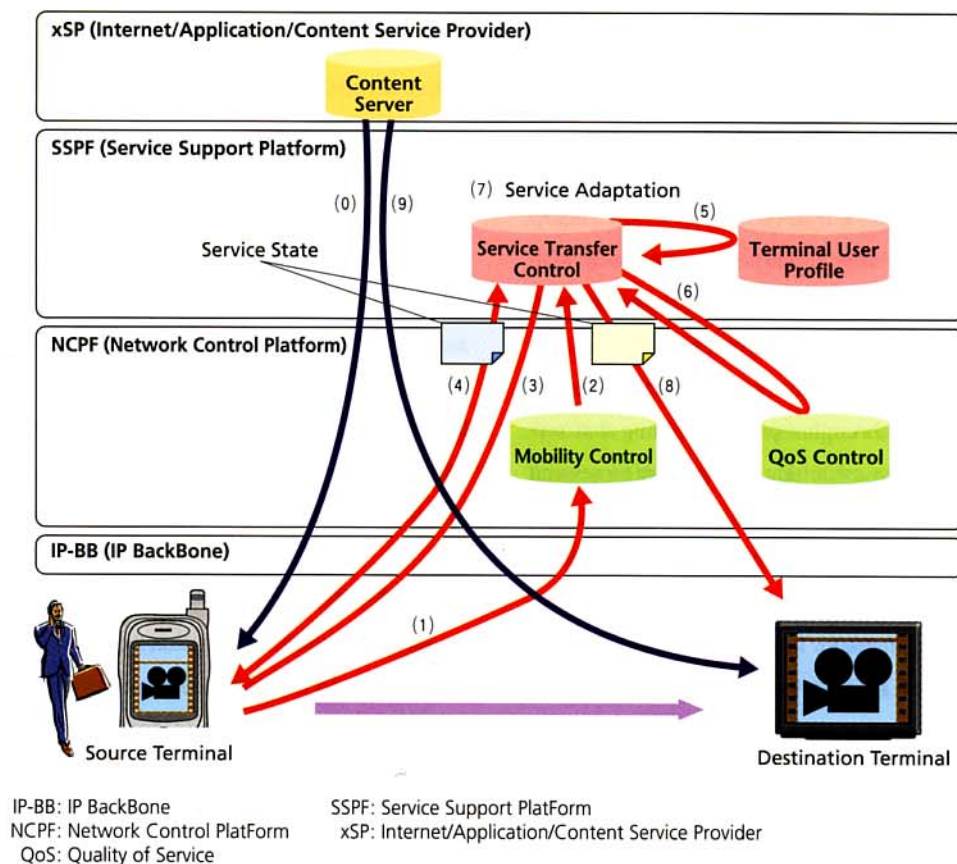 xSP (Internet/Application/Content Service Provider)
Content
Server
SSPF (Service Support Platform)
(0)
(9)
(7) Service Adaptation
(5)
Service State
Service Transfer
Control
Terminal User
Profile
(6)
NCPF (Network Control Platform)
(4)
(3)
(2)
(8)
Mobility Control
QoS Control
IP-BB (IP BackBone)
(1)
Source Terminal
Destination Terminal
IP-BB: IP BackBone
SSPF: Service Support PlatForm
NCPF: Network Control PlatForm
xSP: Internet/Application/Content Service Provider
QoS: Quality of Service